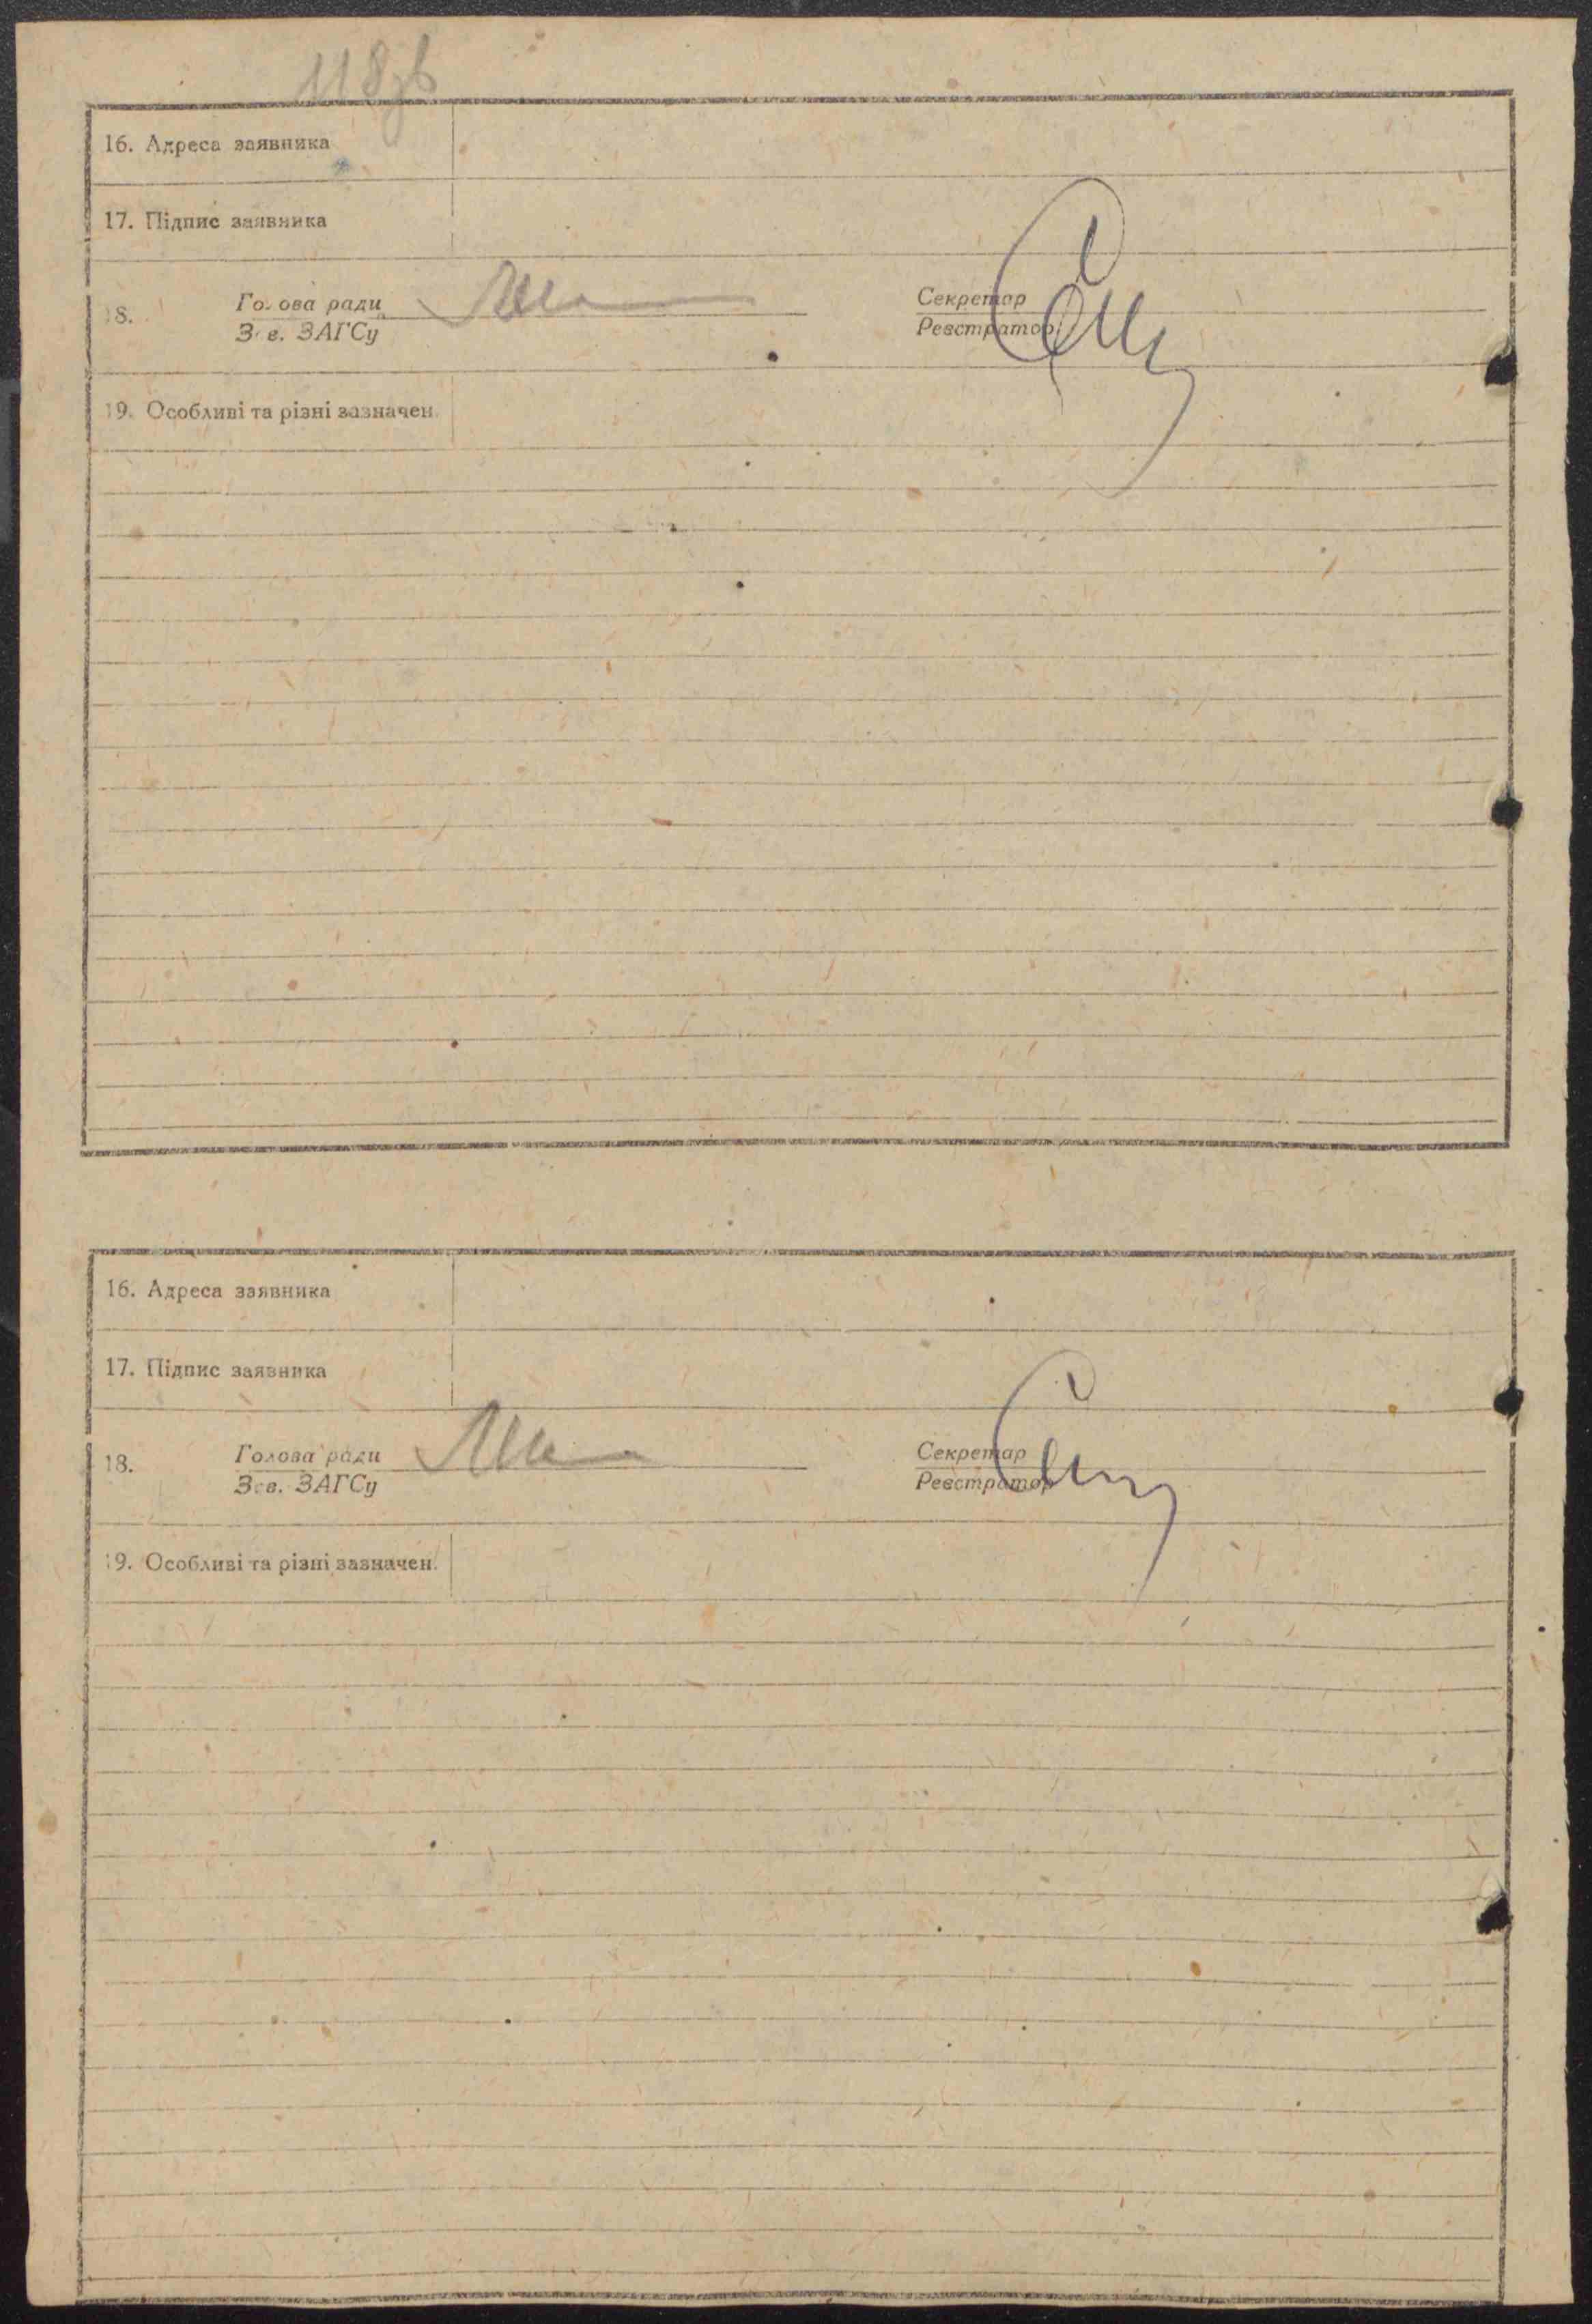 118зв
16. Адреса заявника
17. Підпис заявника
18. Голова ради Секретар
Зав. ЗАГСу Реєстратор
19. Особливі та різні зазначен.
16. Адреса заявника
17. Підпис заявника
18. Голова ради Секретар
Зав. ЗАГСу Реєстратор
19. Особливі та різні зазначен.